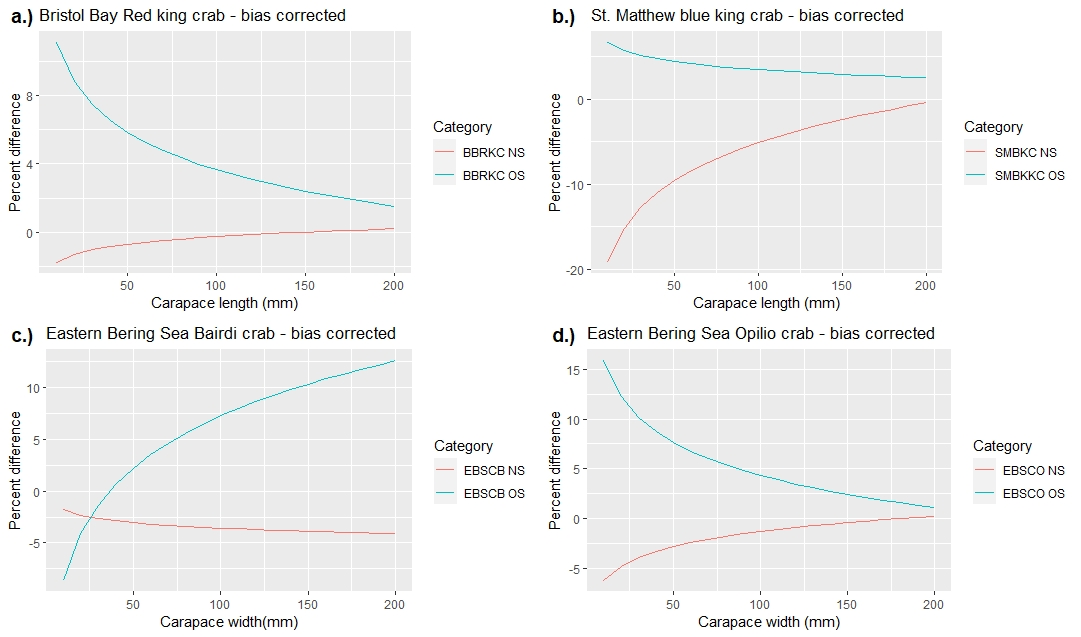 a.) Bristol Bay Red king crab - bias corrected
Percent difference
8
4
0
50 100 150 200
Carapace length (mm)
Category
BBRKC NS
BBRKC OS
b.) St. Matthew blue king crab - bias corrected
Percent difference
0
-10
-20
50 100 150 200
Carapace length (mm)
Category
SMBKC NS
SMBKKC OS
c.) Eastern Bering Sea Bairdi crab - bias corrected
Percent difference
10
5
0
-5
50 100 150 200
Carapace width(mm)
Category
EBSCB NS
EBSCB OS
d.) Eastern Bering Sea Opilio crab - bias corrected
Percent difference
15
10
5
0
-5
50 100 150 200
Carapace width (mm)
Category
EBSCO NS
EBSCO OS